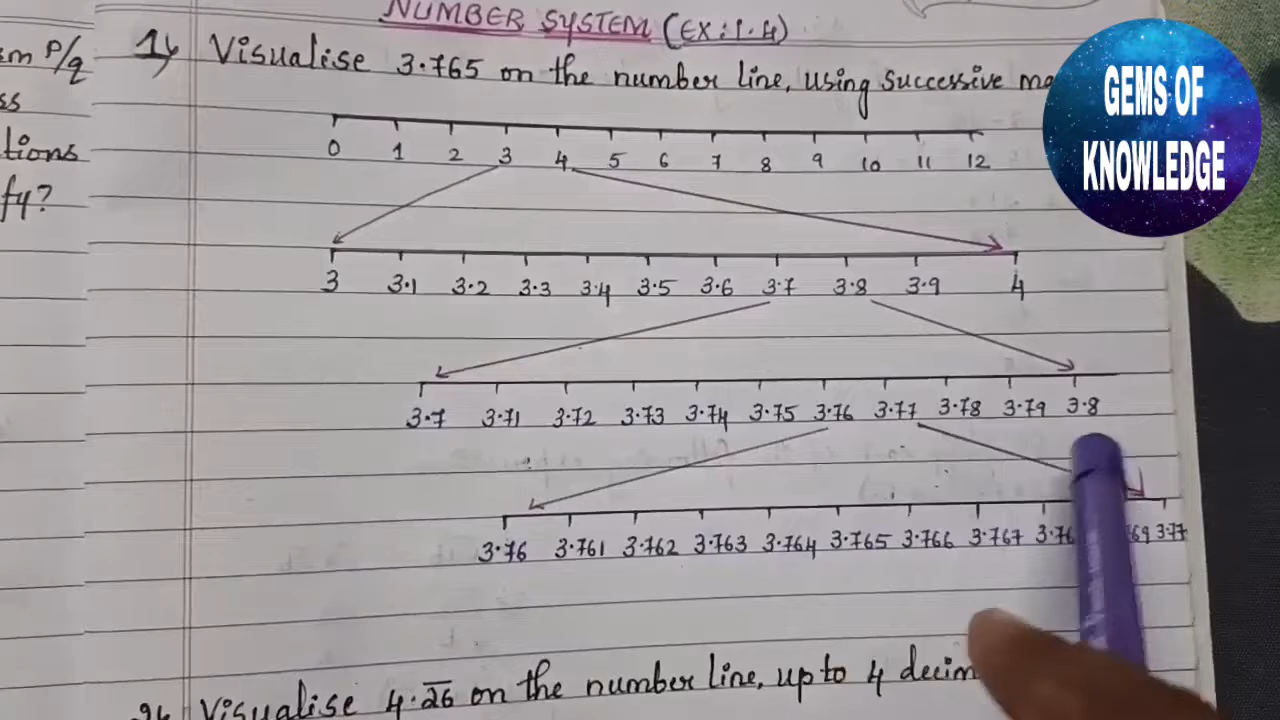 NUMBER SYSTEM (EX:1.4)
1) Visualise 3.765 on the number line, using successive
GEMS OF
KNOWLEDGE
P/q
0 1 2 3 4 5 6 7 8 9 10 11 12
3 3.1 3.2 3.3 3.4 3.5 3.6 3.7 3.8 3.9 4
3.7 3.71 3.72 3.73 3.74 3.75 3.76 3.77 3.78 3.79 3.8
3.76 3.761 3.762 3.763 3.764 3.765 3.766 3.767 3.76 769 3.77
Visualise 4.2̅6̅ on the number line, up to 4 decim